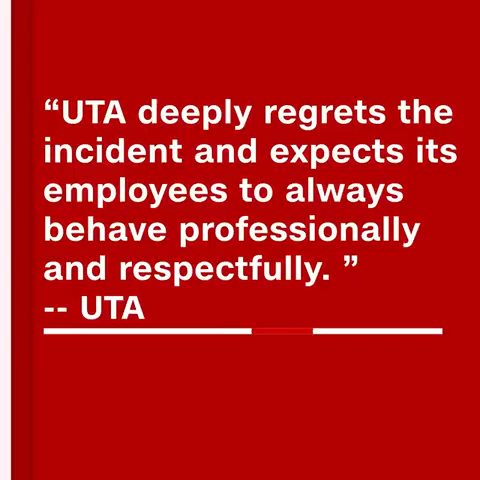 “UTA deeply regrets the
incident and expects its
employees to always
behave professionally
and respectfully. ”
-- UTA